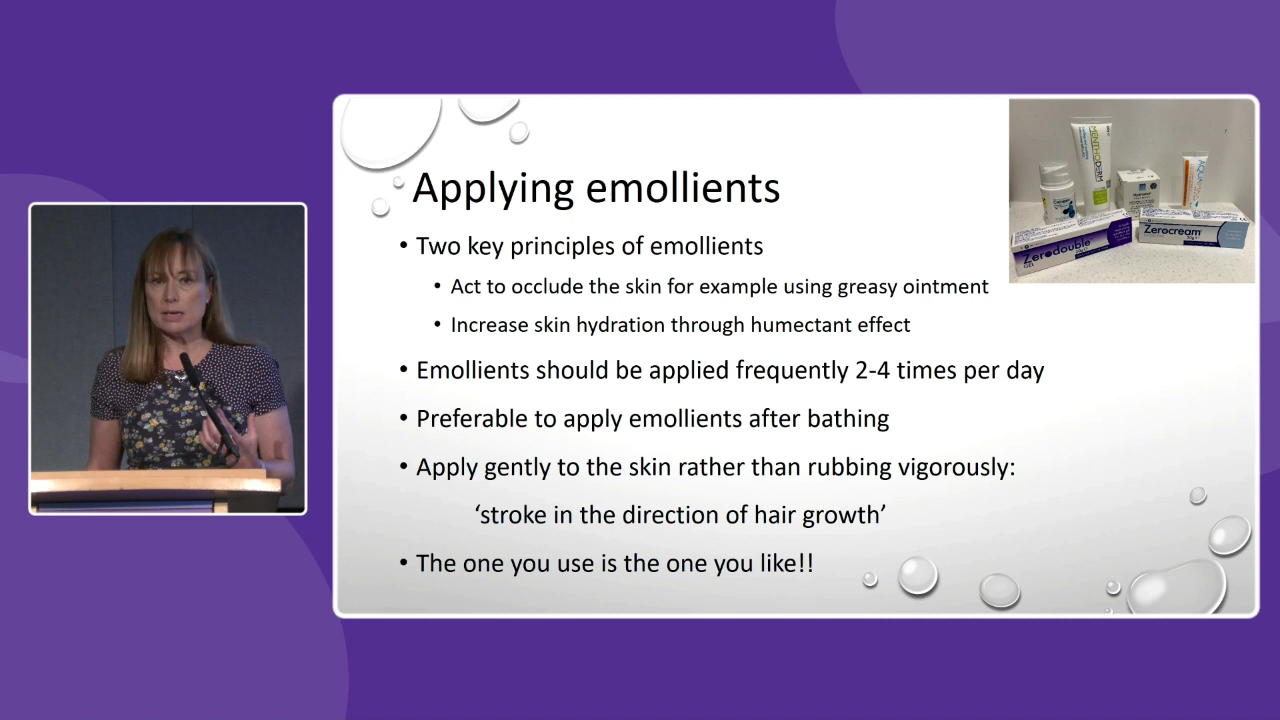 Applying emollients
• Two key principles of emollients
• Act to occlude the skin for example using greasy ointment
• Increase skin hydration through humectant effect
• Emollients should be applied frequently 2-4 times per day
• Preferable to apply emollients after bathing
• Apply gently to the skin rather than rubbing vigorously:
‘stroke in the direction of hair growth’
• The one you use is the one you like!!
MENTHODERM
Zerodouble
GEL
Zerocream